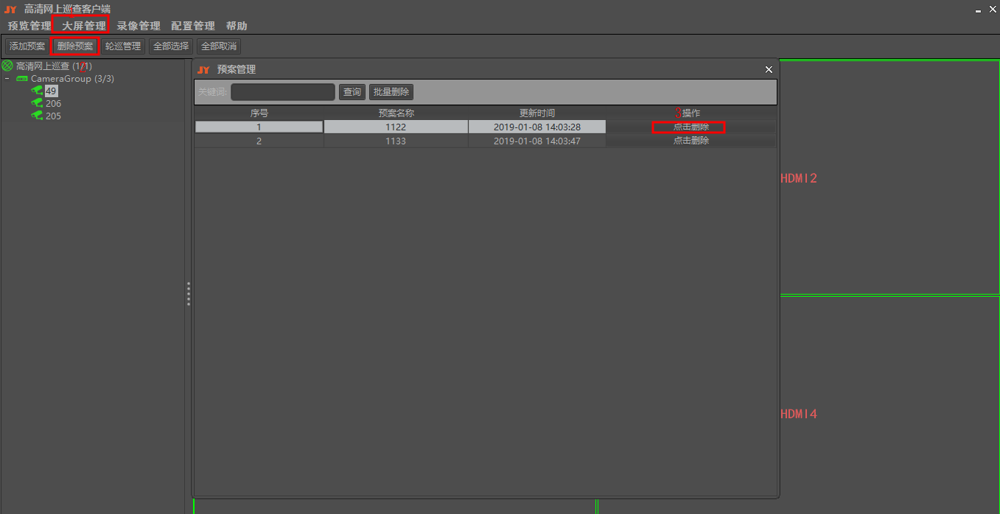 JY 高清网上巡查客户端
预览管理 大屏管理 录像管理 配置管理 帮助
添加预案 删除预案 轮巡管理 全部选择 全部取消
高清网上巡查 (1/1)
CameraGroup (3/3)
49
206
205
JY 预案管理
关键词: 查询 批量删除
序号 预案名称 更新时间 3操作
1 1122 2019-01-08 14:03:28 点击删除
2 1133 2019-01-08 14:03:47 点击删除
HDMI2
HDMI4